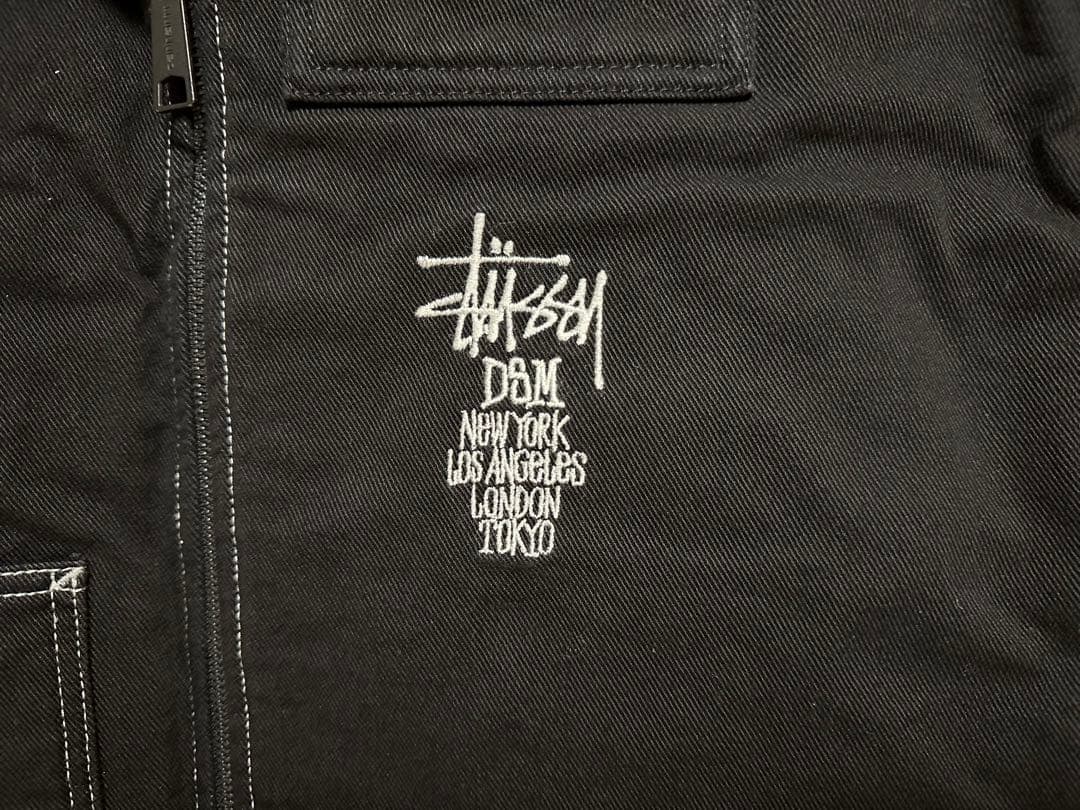 Stüssy
DSM
NEW YORK
LOS ANGELES
LONDON
TOKYO